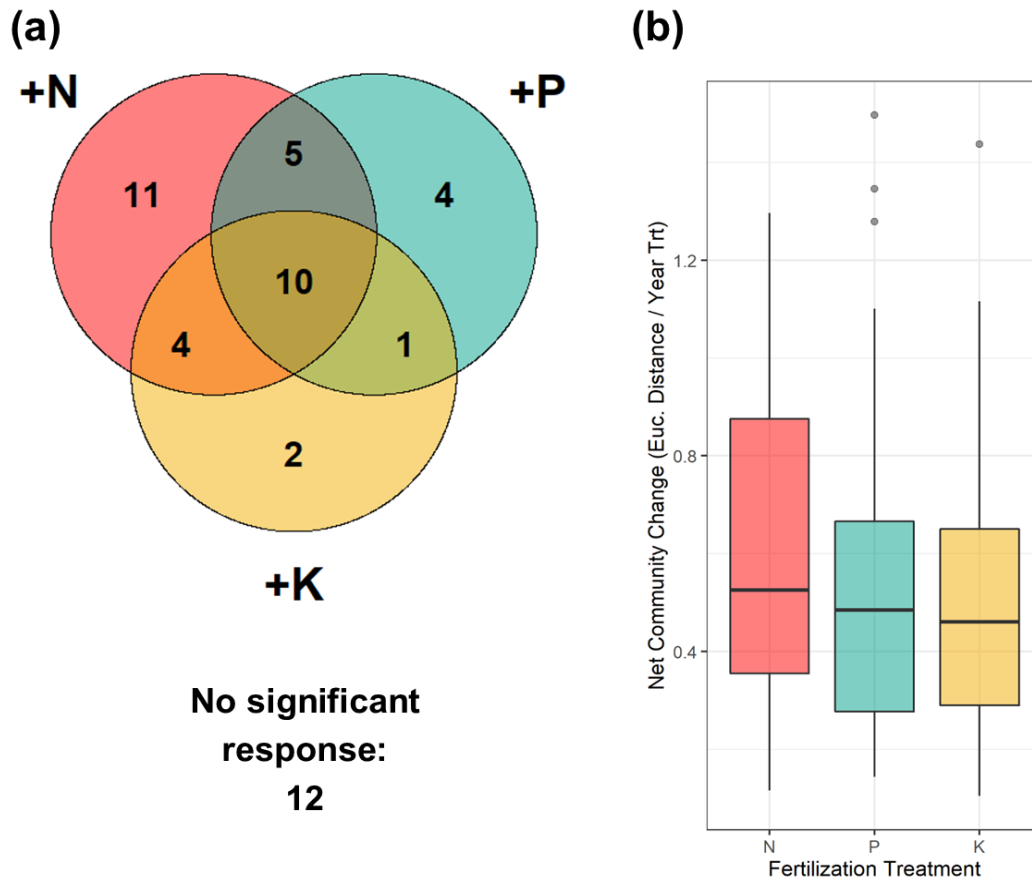 (a)
+N
+P
5
11
4
10
4
1
2
+K
No significant
response:
12
(b)
Net Community Change (Euc. Distance / Year Trt)
1.2
0.8
0.4
N P K
Fertilization Treatment